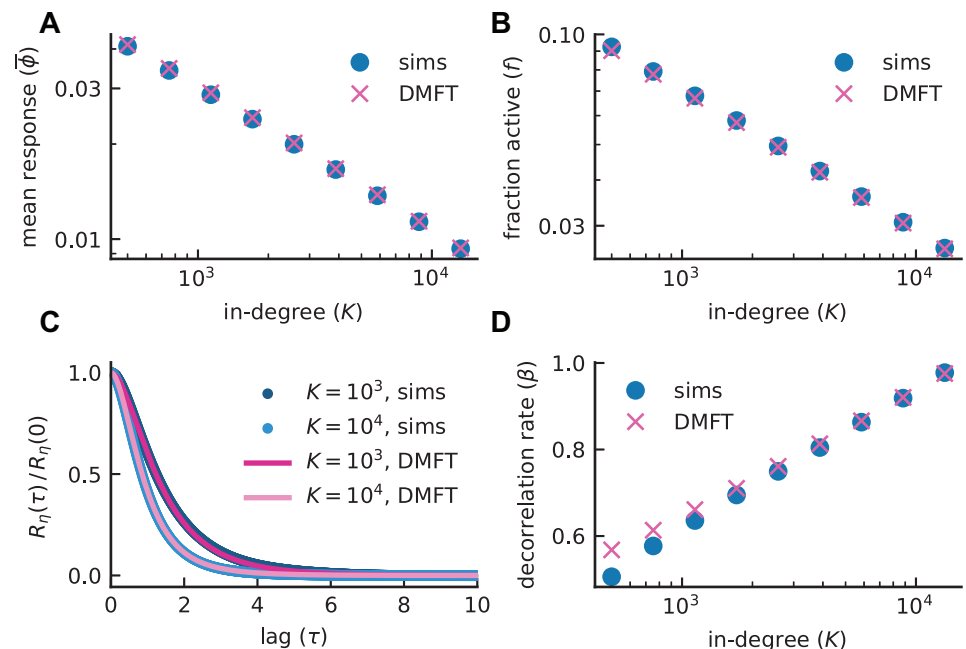 A
mean response (ϕ̅)
0.03
0.01
sims
DMFT
10³
10⁴
in-degree (K)
B
fraction active (f)
0.10
0.03
sims
DMFT
10³
10⁴
in-degree (K)
C
Rη(τ)/Rη(0)
1.0
0.5
0.0
K = 10³, sims
K = 10⁴, sims
K = 10³, DMFT
K = 10⁴, DMFT
0 2 4 6 8 10
lag (τ)
D
decorrelation rate (β)
1.0
0.8
0.6
sims
DMFT
10³
10⁴
in-degree (K)